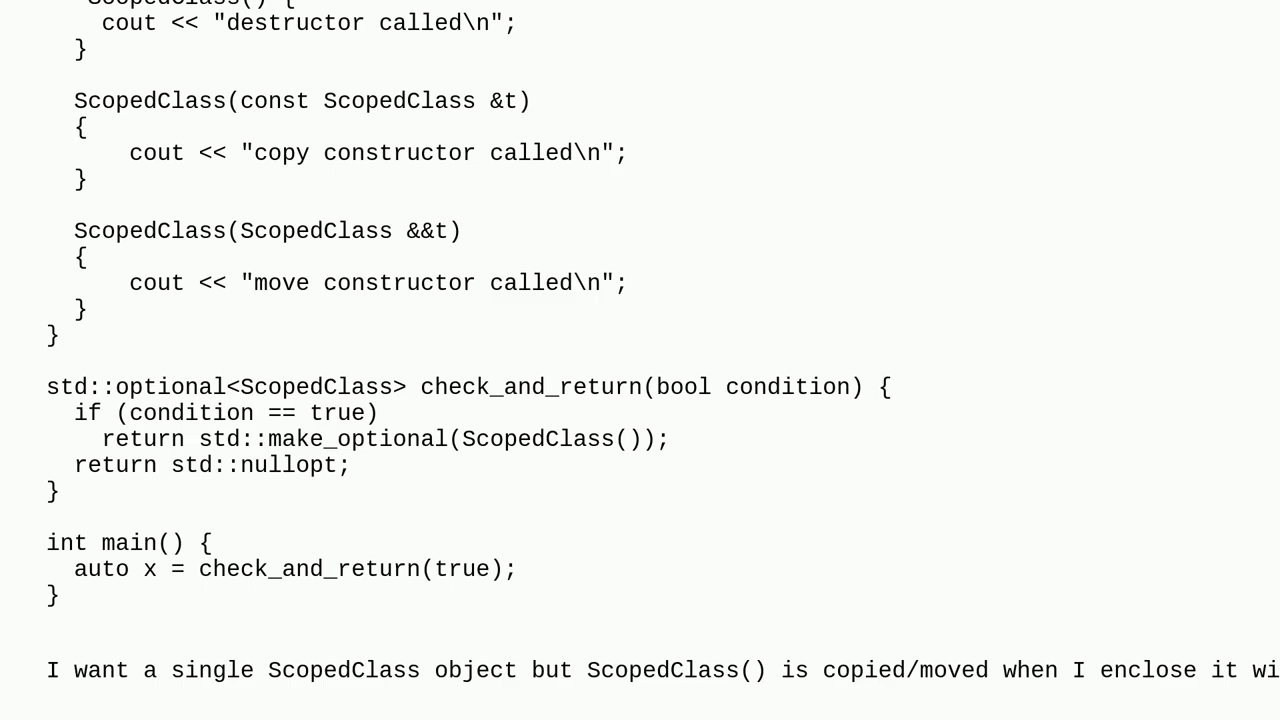 ~ScopedClass() {
cout << "destructor called\n";
}
ScopedClass(const ScopedClass &t)
{
cout << "copy constructor called\n";
}
ScopedClass(ScopedClass &&t)
{
cout << "move constructor called\n";
}
}
std::optional<ScopedClass> check_and_return(bool condition) {
if (condition == true)
return std::make_optional(ScopedClass());
return std::nullopt;
}
int main() {
auto x = check_and_return(true);
}
I want a single ScopedClass object but ScopedClass() is copied/moved when I enclose it